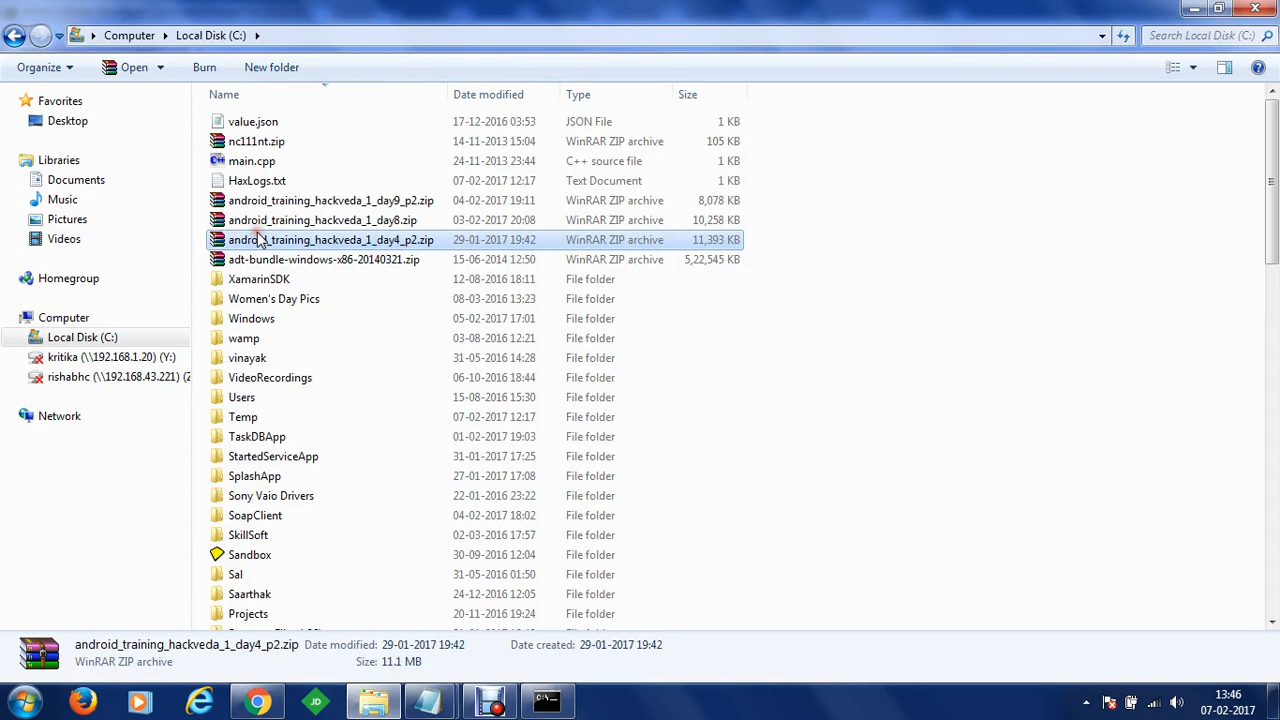 Computer Local Disk (C:) Search Local Disk (C:)
Organize Open Burn New folder
Name Date modified Type Size
Favorites
Desktop
Libraries
Documents
Music
Pictures
Videos
Homegroup
Computer
Local Disk (C:)
kritika (\\192.168.1.20) (Y:)
rishabhc (\\192.168.43.221) (Z
Network
value.json 17-12-2016 03:53 JSON File 1 KB
nc111nt.zip 14-11-2013 15:04 WinRAR ZIP archive 105 KB
main.cpp 24-11-2013 23:44 C++ source file 1 KB
HaxLogs.txt 07-02-2017 12:17 Text Document 1 KB
android_training_hackveda_1_day9_p2.zip 04-02-2017 19:11 WinRAR ZIP archive 8,078 KB
android_training_hackveda_1_day8.zip 03-02-2017 20:08 WinRAR ZIP archive 10,258 KB
android_training_hackveda_1_day4_p2.zip 29-01-2017 19:42 WinRAR ZIP archive 11,393 KB
adt-bundle-windows-x86-20140321.zip 15-06-2014 12:50 WinRAR ZIP archive 5,22,545 KB
XamarinSDK 12-08-2016 18:11 File folder
Women's Day Pics 08-03-2016 13:23 File folder
Windows 05-02-2017 17:01 File folder
wamp 03-08-2016 12:21 File folder
vinayak 31-05-2016 14:28 File folder
VideoRecordings 06-10-2016 18:44 File folder
Users 15-08-2016 15:30 File folder
Temp 07-02-2017 12:17 File folder
TaskDBApp 01-02-2017 19:03 File folder
StartedServiceApp 31-01-2017 17:25 File folder
SplashApp 27-01-2017 17:08 File folder
Sony Vaio Drivers 22-01-2016 23:22 File folder
SoapClient 04-02-2017 18:02 File folder
SkillSoft 02-03-2016 17:57 File folder
Sandbox 30-09-2016 12:04 File folder
Sal 31-05-2016 01:50 File folder
Saarthak 24-12-2016 12:05 File folder
Projects 20-11-2016 19:24 File folder
android_training_hackveda_1_day4_p2.zip Date modified: 29-01-2017 19:42 Date created: 29-01-2017 19:42
WinRAR ZIP archive Size: 11.1 MB
JD
13:46
07-02-2017